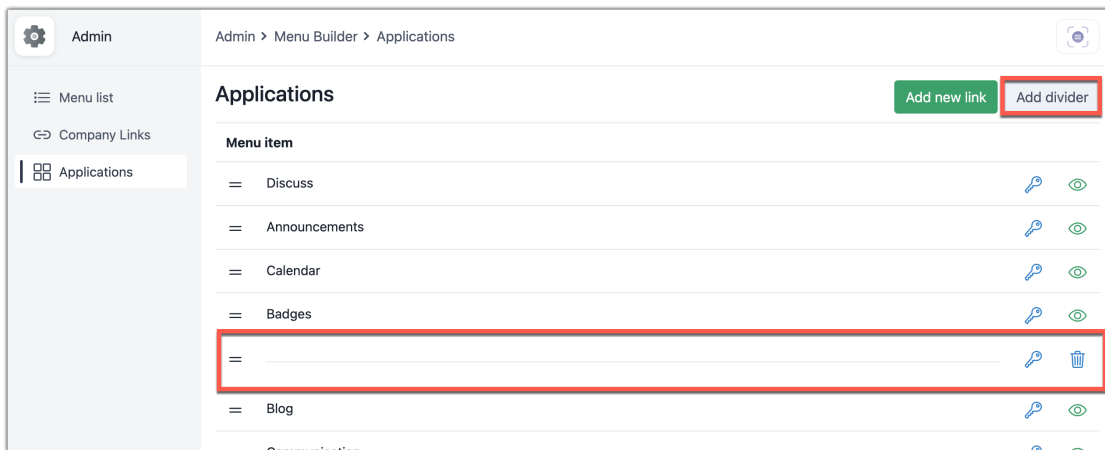 Admin
Admin > Menu Builder > Applications
Menu list
Company Links
Applications
Applications
Add new link
Add divider
Menu item
Discuss
Announcements
Calendar
Badges
Blog